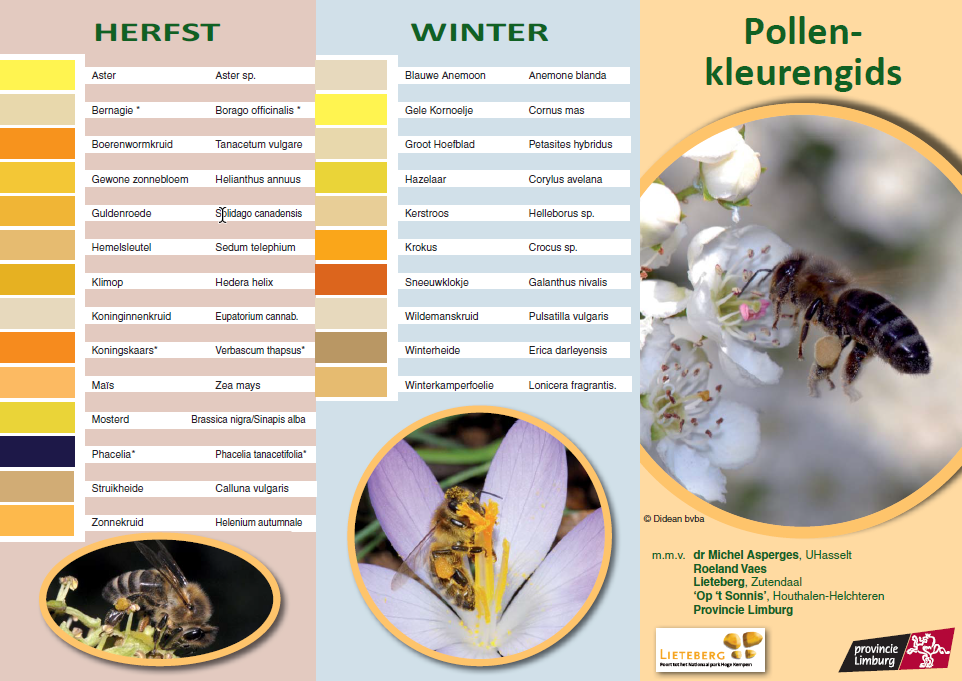 HERFST
Aster Aster sp.
Bernagie * Borago officinalis *
Boerenwormkruid Tanacetum vulgare
Gewone zonnebloem Helianthus annuus
Guldenroede Solidago canadensis
Hemelsleutel Sedum telephium
Klimop Hedera helix
Koninginnenkruid Eupatorium cannab.
Koningskaars* Verbascum thapsus*
Maïs Zea mays
Mosterd Brassica nigra/Sinapis alba
Phacelia* Phacelia tanacetifolia*
Struikheide Calluna vulgaris
Zonnekruid Helenium autumnale
WINTER
Blauwe Anemoon Anemone blanda
Gele Kornoelje Cornus mas
Groot Hoefblad Petasites hybridus
Hazelaar Corylus avelana
Kerstroos Helleborus sp.
Krokus Crocus sp.
Sneeuwklokje Galanthus nivalis
Wildemanskruid Pulsatilla vulgaris
Winterheide Erica darleyensis
Winterkamperfoelie Lonicera fragrantis.
Pollen-
kleurengids
© Didean bvba
m.m.v. dr Michel Asperges, UHasselt
Roeland Vaes
Lieteberg, Zutendaal
‘Op ‘t Sonnis’, Houthalen-Helchteren
Provincie Limburg
LIETEBERG
Poort tot het Nationaal park Hoge Kempen
provincie
Limburg